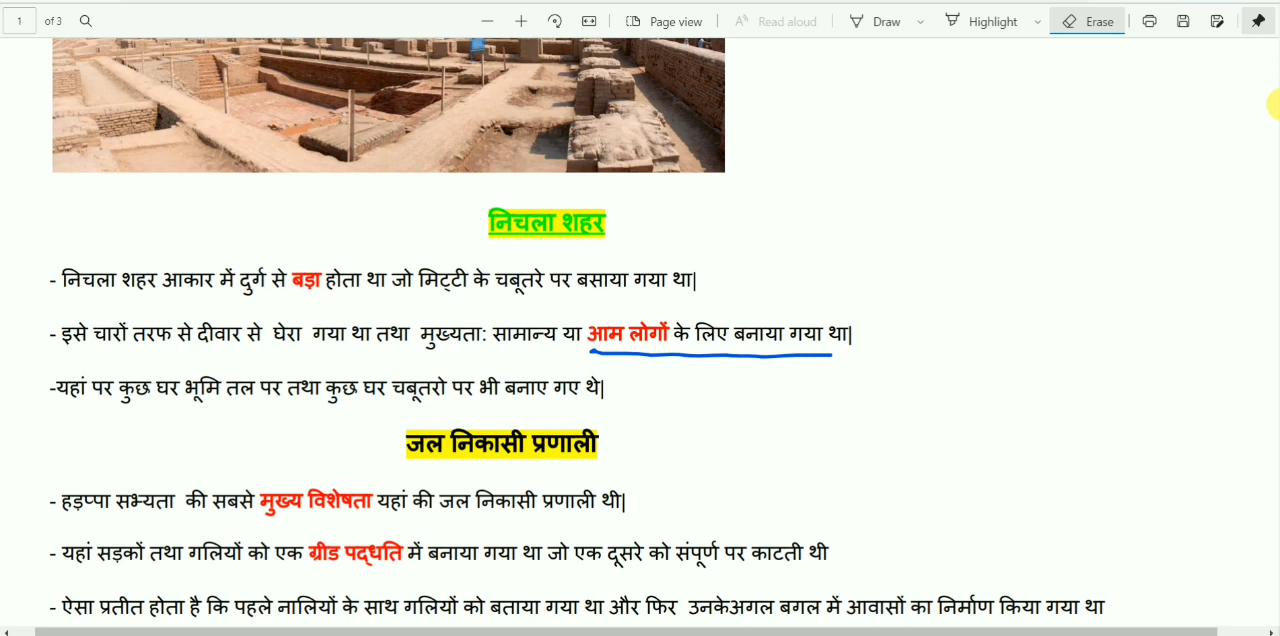 1 of 3 Page view Read aloud Draw Highlight Erase
निचला शहर
- निचला शहर आकार में दुर्ग से बड़ा होता था जो मिट्टी के चबूतरे पर बसाया गया था|
- इसे चारों तरफ से दीवार से घेरा गया था तथा मुख्यता: सामान्य या आम लोगों के लिए बनाया गया था|
-यहां पर कुछ घर भूमि तल पर तथा कुछ घर चबूतरो पर भी बनाए गए थे|
जल निकासी प्रणाली
- हड़प्पा सभ्यता की सबसे मुख्य विशेषता यहां की जल निकासी प्रणाली थी|
- यहां सड़कों तथा गलियों को एक ग्रीड पद्धति में बनाया गया था जो एक दूसरे को संपूर्ण पर काटती थी
- ऐसा प्रतीत होता है कि पहले नालियों के साथ गलियों को बताया गया था और फिर उनकेअगल बगल में आवासों का निर्माण किया गया था